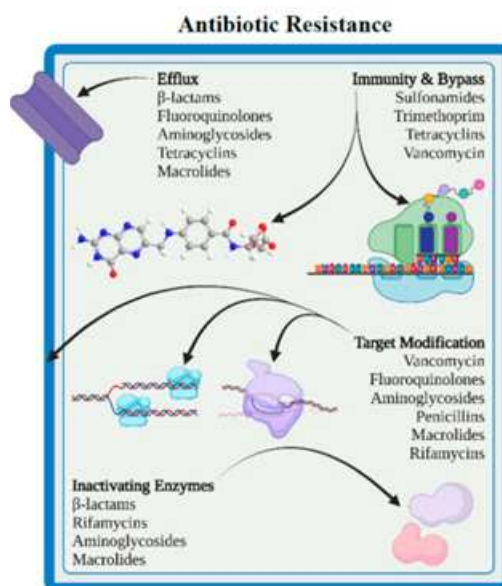 Antibiotic Resistance
Efflux
β-lactams
Fluoroquinolones
Aminoglycosides
Tetracyclins
Macrolides
Immunity & Bypass
Sulfonamides
Trimethoprim
Tetracyclins
Vancomycin
Target Modification
Vancomycin
Fluoroquinolones
Aminoglycosides
Penicillins
Macrolides
Rifamycins
Inactivating Enzymes
β-lactams
Rifamycins
Aminoglycosides
Macrolides